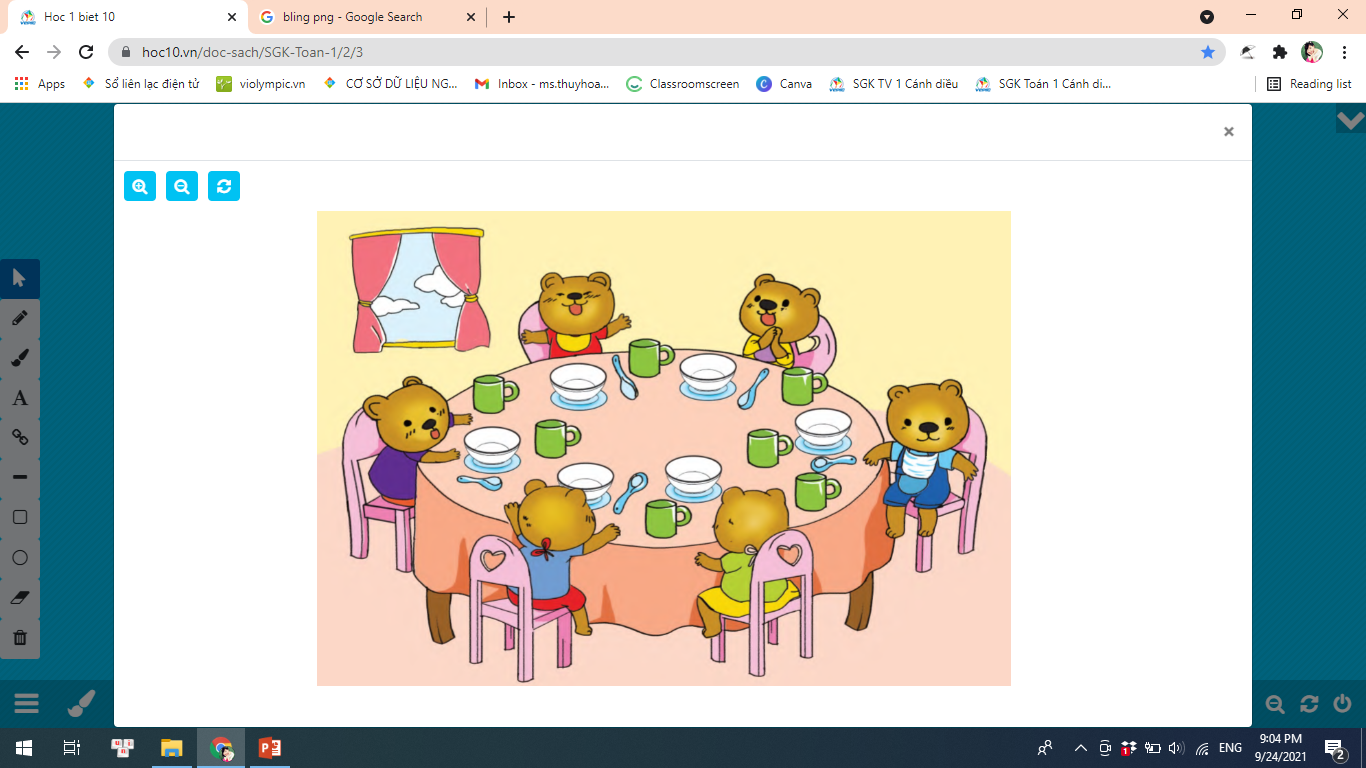 Hoc 1 biet 10
bling png - Google Search
hoc10.vn/doc-sach/SGK-Toan-1/2/3
Apps
Sổ liên lạc điện tử
violympic.vn
CƠ SỞ DỮ LIỆU NG...
Inbox - ms.thuyhoa...
Classroomscreen
Canva
SGK TV 1 Cánh diều
SGK Toán 1 Cánh di...
Reading list
A
ENG
9:04 PM
9/24/2021
2